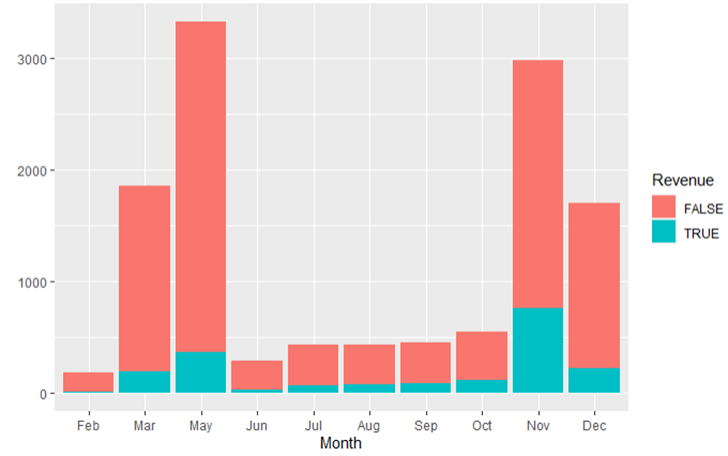 3000
2000
1000
0
Feb Mar May Jun Jul Aug Sep Oct Nov Dec
Month
Revenue
FALSE
TRUE